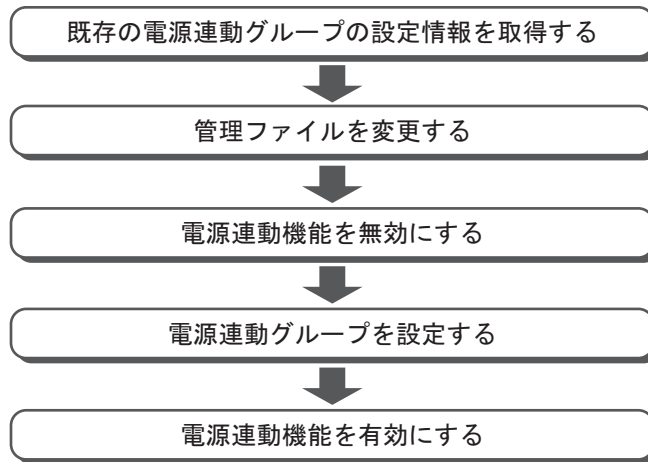 既存の電源連動グループの設定情報を取得する
管理ファイルを変更する
電源連動機能を無効にする
電源連動グループを設定する
電源連動機能を有効にする